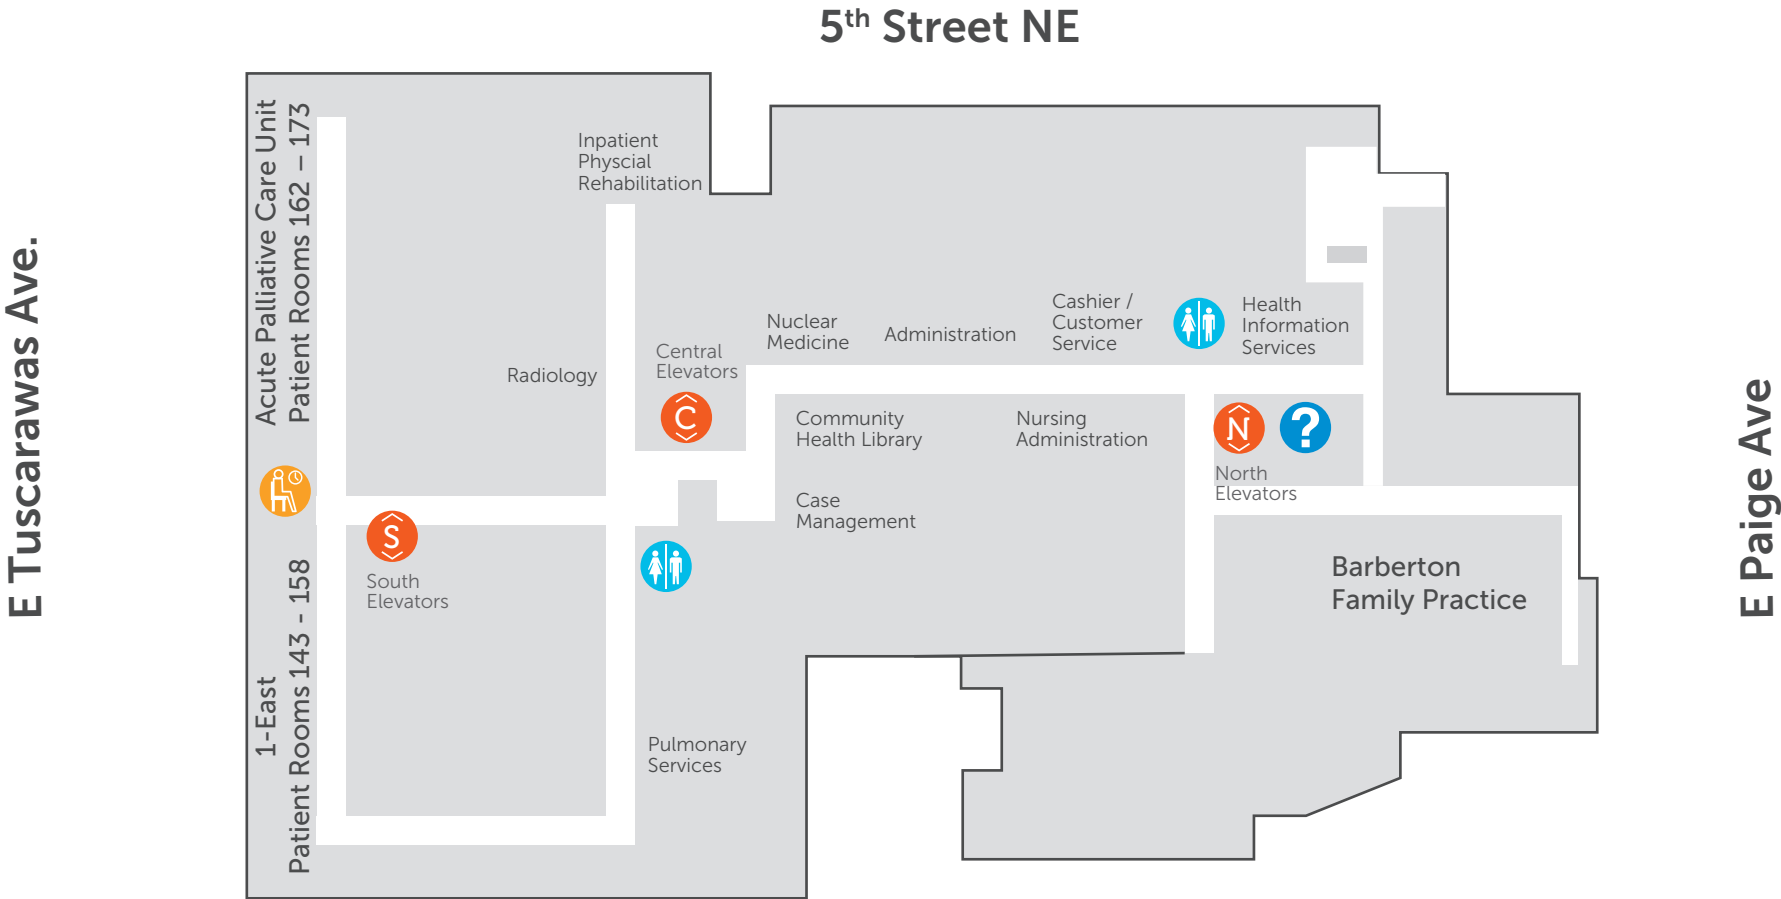 5th Street NE
E Tuscarawas Ave.
Acute Palliative Care Unit
Patient Rooms 162 – 173
Inpatient
Physcial
Rehabilitation
Radiology
Central
Elevators
C
Nuclear
Medicine
Administration
Cashier /
Customer
Service
Health
Information
Services
Community
Health Library
Nursing
Administration
N
?
North
Elevators
Case
Management
S
South
Elevators
1-East
Patient Rooms 143 - 158
Pulmonary
Services
Barberton
Family Practice
E Paige Ave